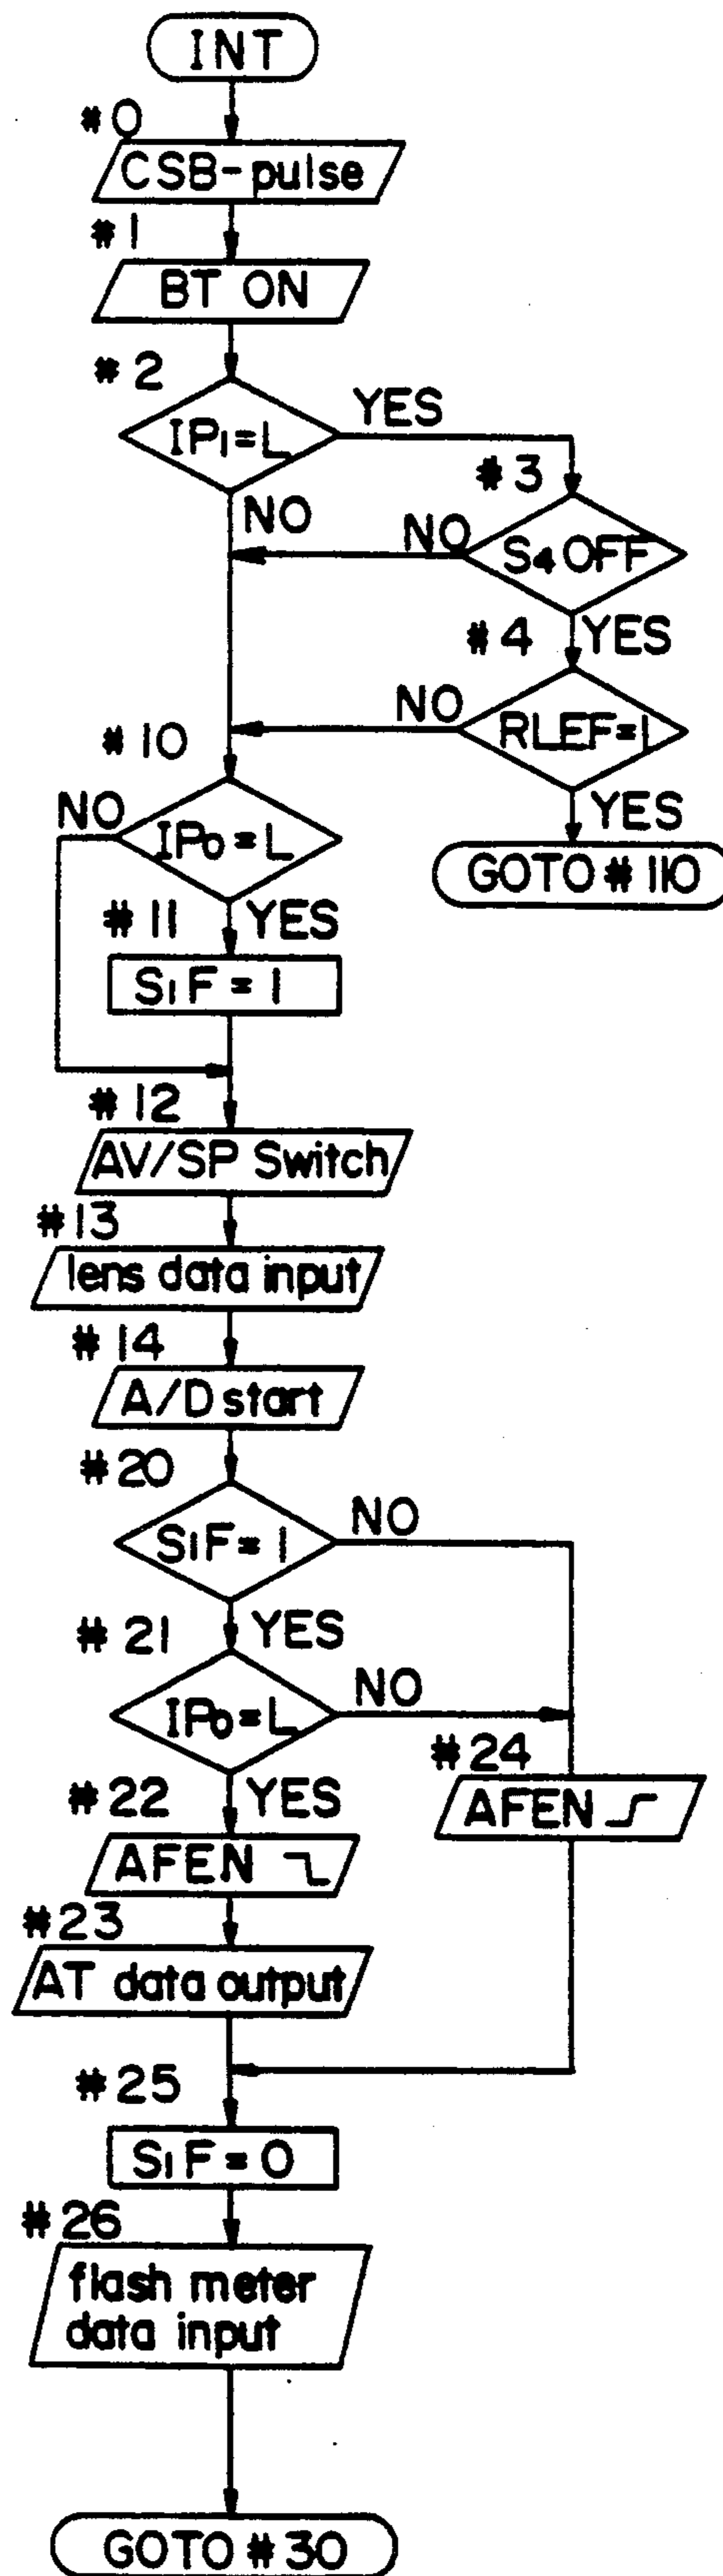 INT
#0
CSB-pulse
#1
BT ON
#2
IP1=L
YES
#3
NO
NO
S4 OFF
#4
YES
NO
RLEF=1
#10
YES
NO
IP0=L
GOTO #110
#11
YES
S1F=1
#12
AV/SP Switch
#13
lens data input
#14
A/D start
#20
S1F=1
NO
#21
YES
IP0=L
NO
#24
AFEN
#22
YES
AFEN
#23
AT data output
#25
S1F=0
#26
flash meter
data input
GOTO #30